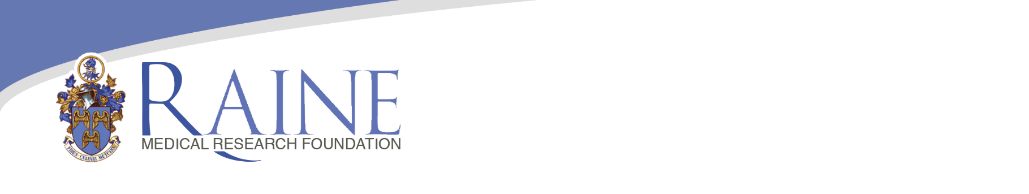 RAINE
MEDICAL RESEARCH FOUNDATION